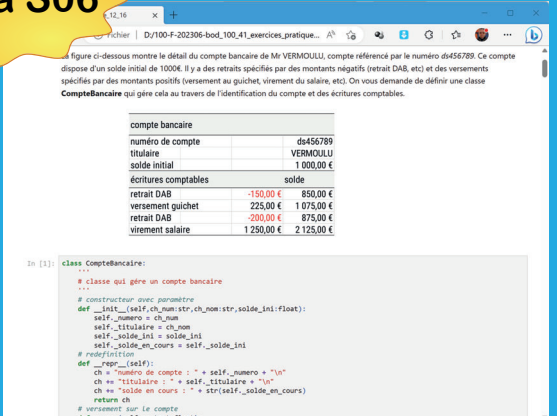 a S06
_12_16
Fichier | D:/100-F-202306-bod_100_41_exercices_pratique...
La figure ci-dessous montre le détail du compte bancaire de Mr VERMOULU, compte référencé par le numéro ds456789. Ce compte
dispose d'un solde initial de 1000€. Il y a des retraits spécifiés par des montants négatifs (retrait DAB, etc) et des versements
spécifiés par des montants positifs (versement au guichet, virement du salaire, etc). On vous demande de définir une classe
CompteBancaire qui gére cela au travers de l'identification du compte et des écritures comptables.
compte bancaire
numéro de compte ds456789
titulaire VERMOULU
solde initial 1 000,00 €
écritures comptables solde
retrait DAB -150,00 € 850,00 €
versement guichet 225,00 € 1 075,00 €
retrait DAB -200,00 € 875,00 €
virement salaire 1 250,00 € 2 125,00 €
In [1]: class CompteBancaire:
'''
# classe qui gére un compte bancaire
'''
# constructeur avec paramètre
def __init__(self,ch_num:str,ch_nom:str,solde_ini:float):
self._numero = ch_num
self._titulaire = ch_nom
self._solde_ini = solde_ini
self._solde_en_cours = self._solde_ini
# redefinition
def __repr__(self):
ch = "numéro de compte : " + self._numero + "\n"
ch += "titulaire : " + self._titulaire + "\n"
ch += "solde en cours : " + str(self._solde_en_cours)
return ch
# versement sur le compte